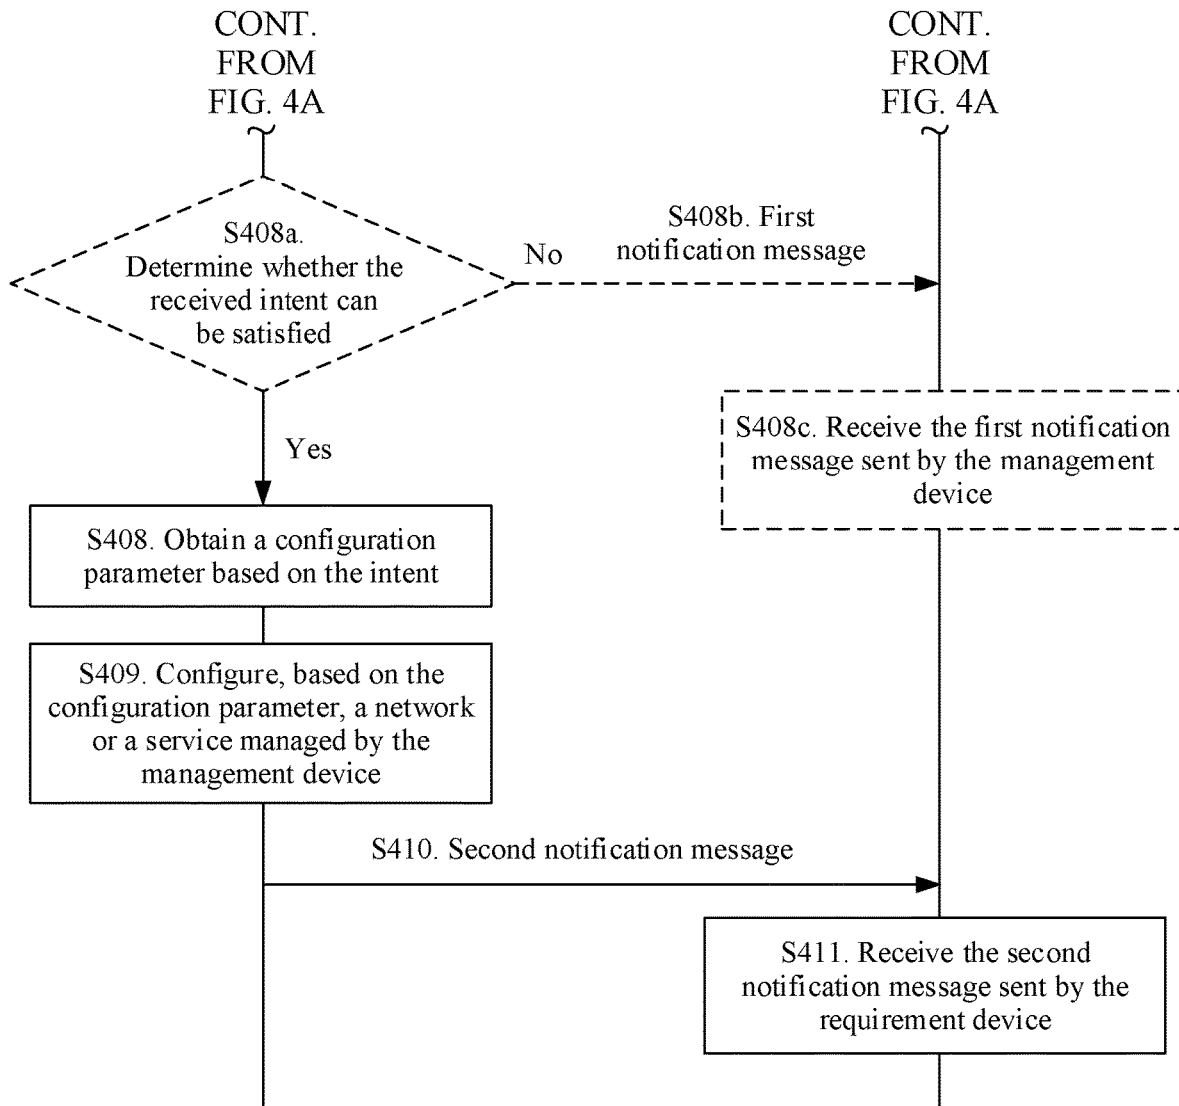 CONT.
FROM
FIG. 4A
CONT.
FROM
FIG. 4A
S408a.
Determine whether the
received intent can
be satisfied
No
S408b. First
notification message
S408c. Receive the first notification
message sent by the management
device
Yes
S408. Obtain a configuration
parameter based on the intent
S409. Configure, based on the
configuration parameter, a network
or a service managed by the
management device
S410. Second notification message
S411. Receive the second
notification message sent by the
requirement device